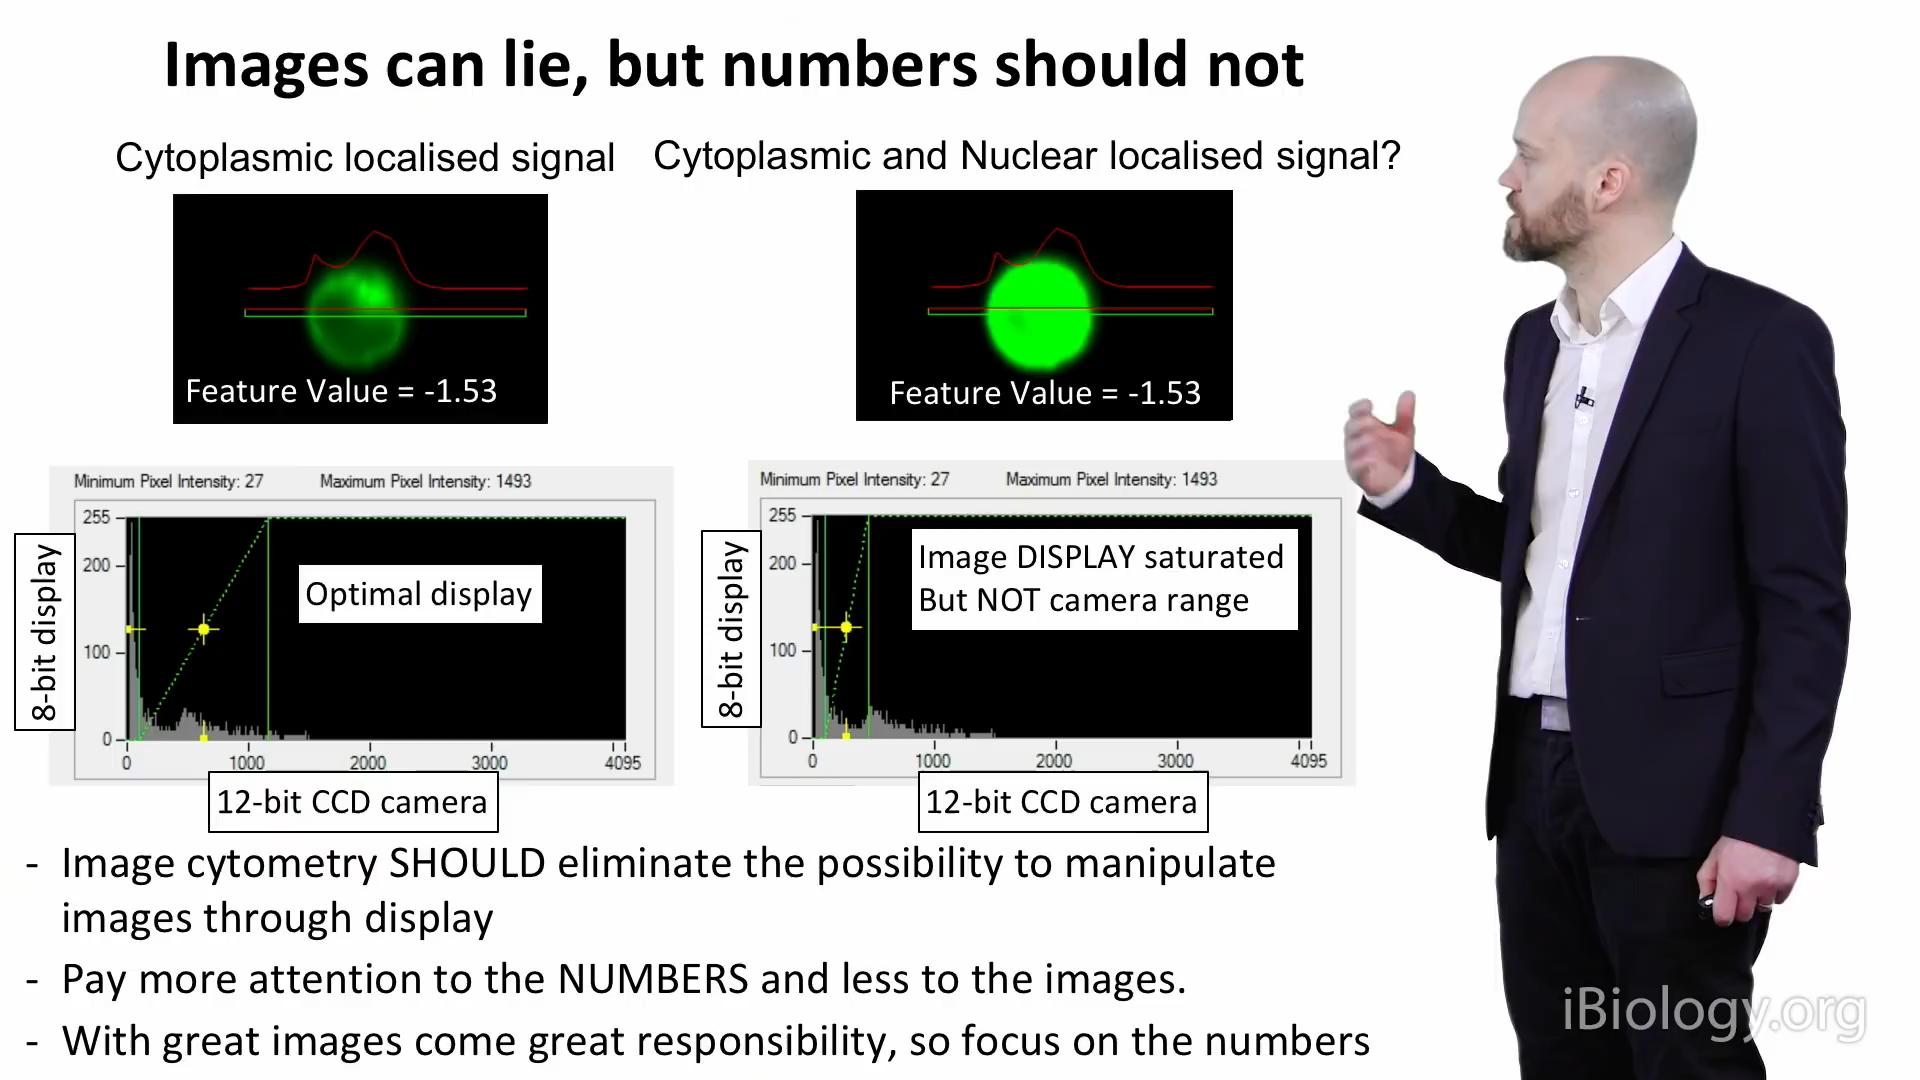 Images can lie, but numbers should not
Cytoplasmic localised signal
Cytoplasmic and Nuclear localised signal?
Feature Value = -1.53
Feature Value = -1.53
Minimum Pixel Intensity: 27
Maximum Pixel Intensity: 1493
255
200
100
0
8-bit display
Optimal display
0
1000
2000
3000
4095
12-bit CCD camera
Minimum Pixel Intensity: 27
Maximum Pixel Intensity: 1493
255
200
100
0
8-bit display
Image DISPLAY saturated
But NOT camera range
0
1000
2000
3000
4095
12-bit CCD camera
- Image cytometry SHOULD eliminate the possibility to manipulate
images through display
- Pay more attention to the NUMBERS and less to the images.
- With great images come great responsibility, so focus on the numbers
iBiology.org